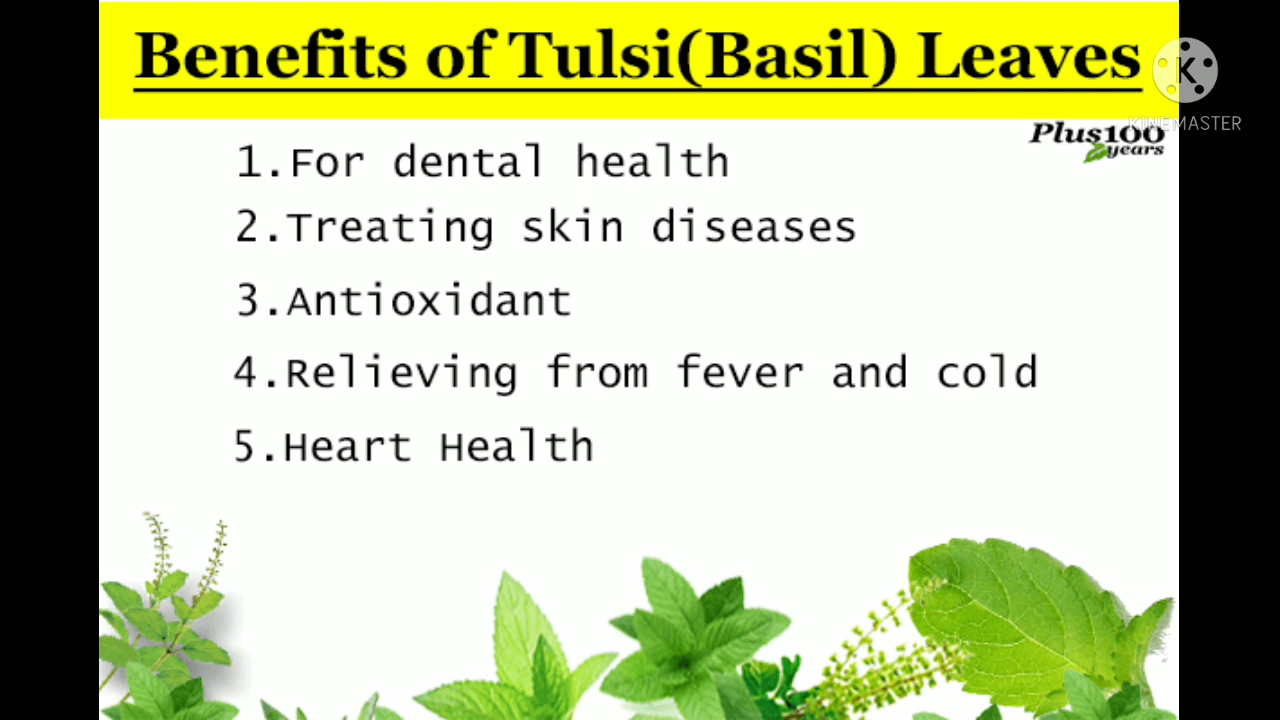 Benefits of Tulsi(Basil) Leaves
K
KINEMASTER
Plus100
years
1.For dental health
2.Treating skin diseases
3.Antioxidant
4.Relieving from fever and cold
5.Heart Health